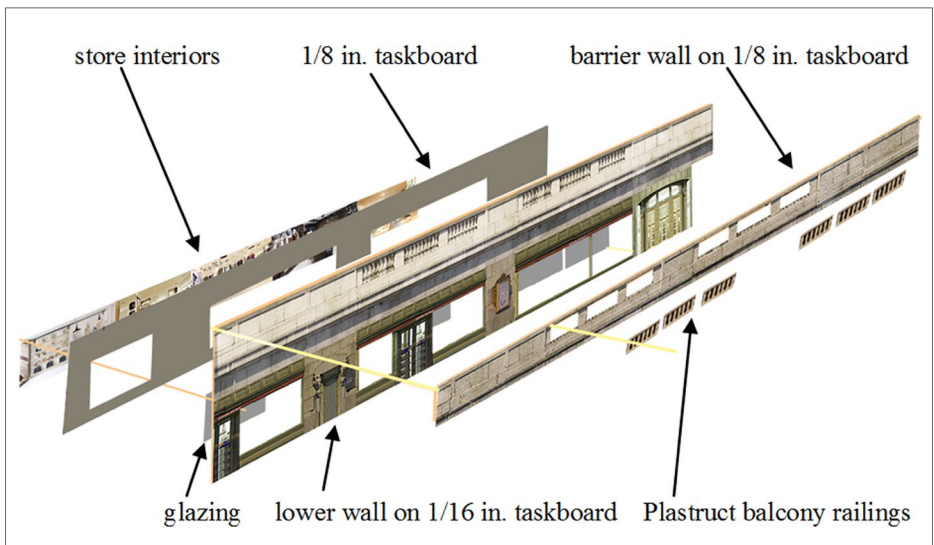 store interiors
1/8 in. taskboard
barrier wall on 1/8 in. taskboard
glazing
lower wall on 1/16 in. taskboard
Plastruct balcony railings